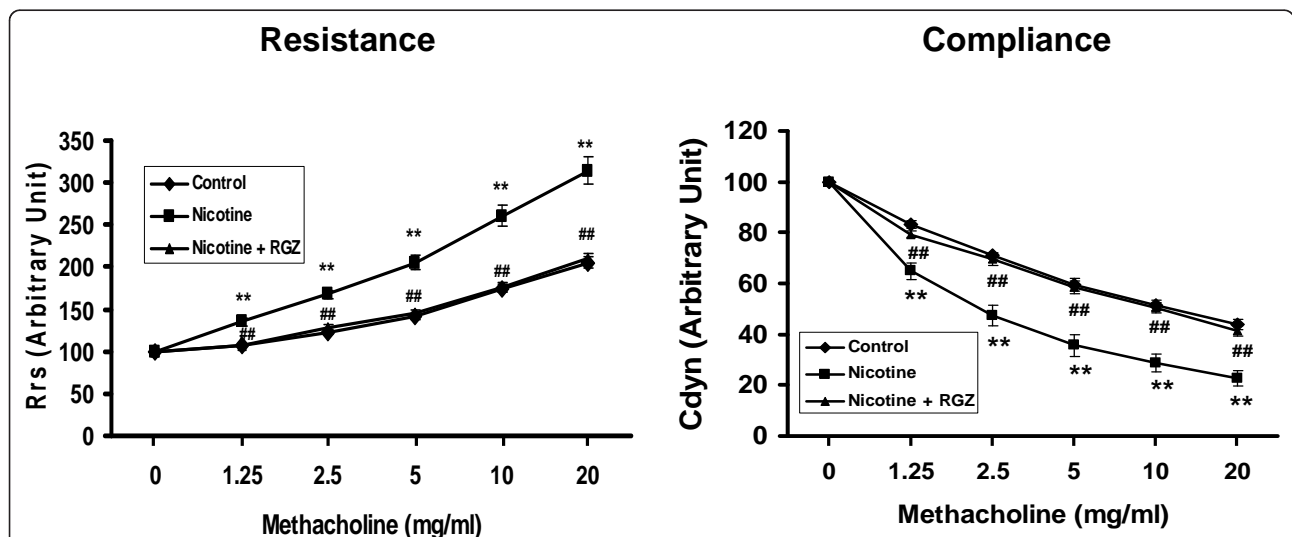 Resistance
Rrs (Arbitrary Unit)
350
300
250
200
150
100
50
0
Control
Nicotine
Nicotine + RGZ
**
**
**
**
**
##
##
##
##
##
0 1.25 2.5 5 10 20
Methacholine (mg/ml)
Compliance
Cdyn (Arbitrary Unit)
120
100
80
60
40
20
0
##
##
##
##
##
**
**
**
**
**
Control
Nicotine
Nicotine + RGZ
0 1.25 2.5 5 10 20
Methacholine (mg/ml)